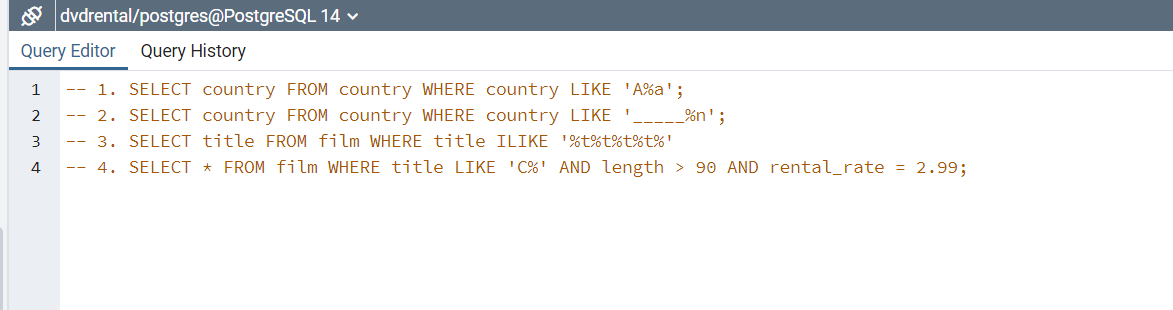 dvdrental/postgres@PostgreSQL 14
Query Editor Query History
1 -- 1. SELECT country FROM country WHERE country LIKE 'A%a';
2 -- 2. SELECT country FROM country WHERE country LIKE '_____%n';
3 -- 3. SELECT title FROM film WHERE title ILIKE '%t%t%t%t%'
4 -- 4. SELECT * FROM film WHERE title LIKE 'C%' AND length > 90 AND rental_rate = 2.99;